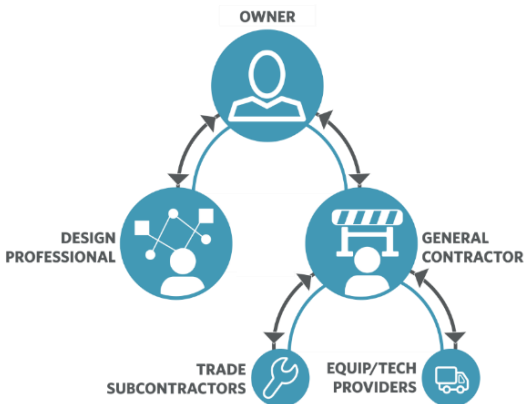 OWNER
DESIGN
PROFESSIONAL
GENERAL
CONTRACTOR
TRADE
SUBCONTRACTORS
EQUIP/TECH
PROVIDERS